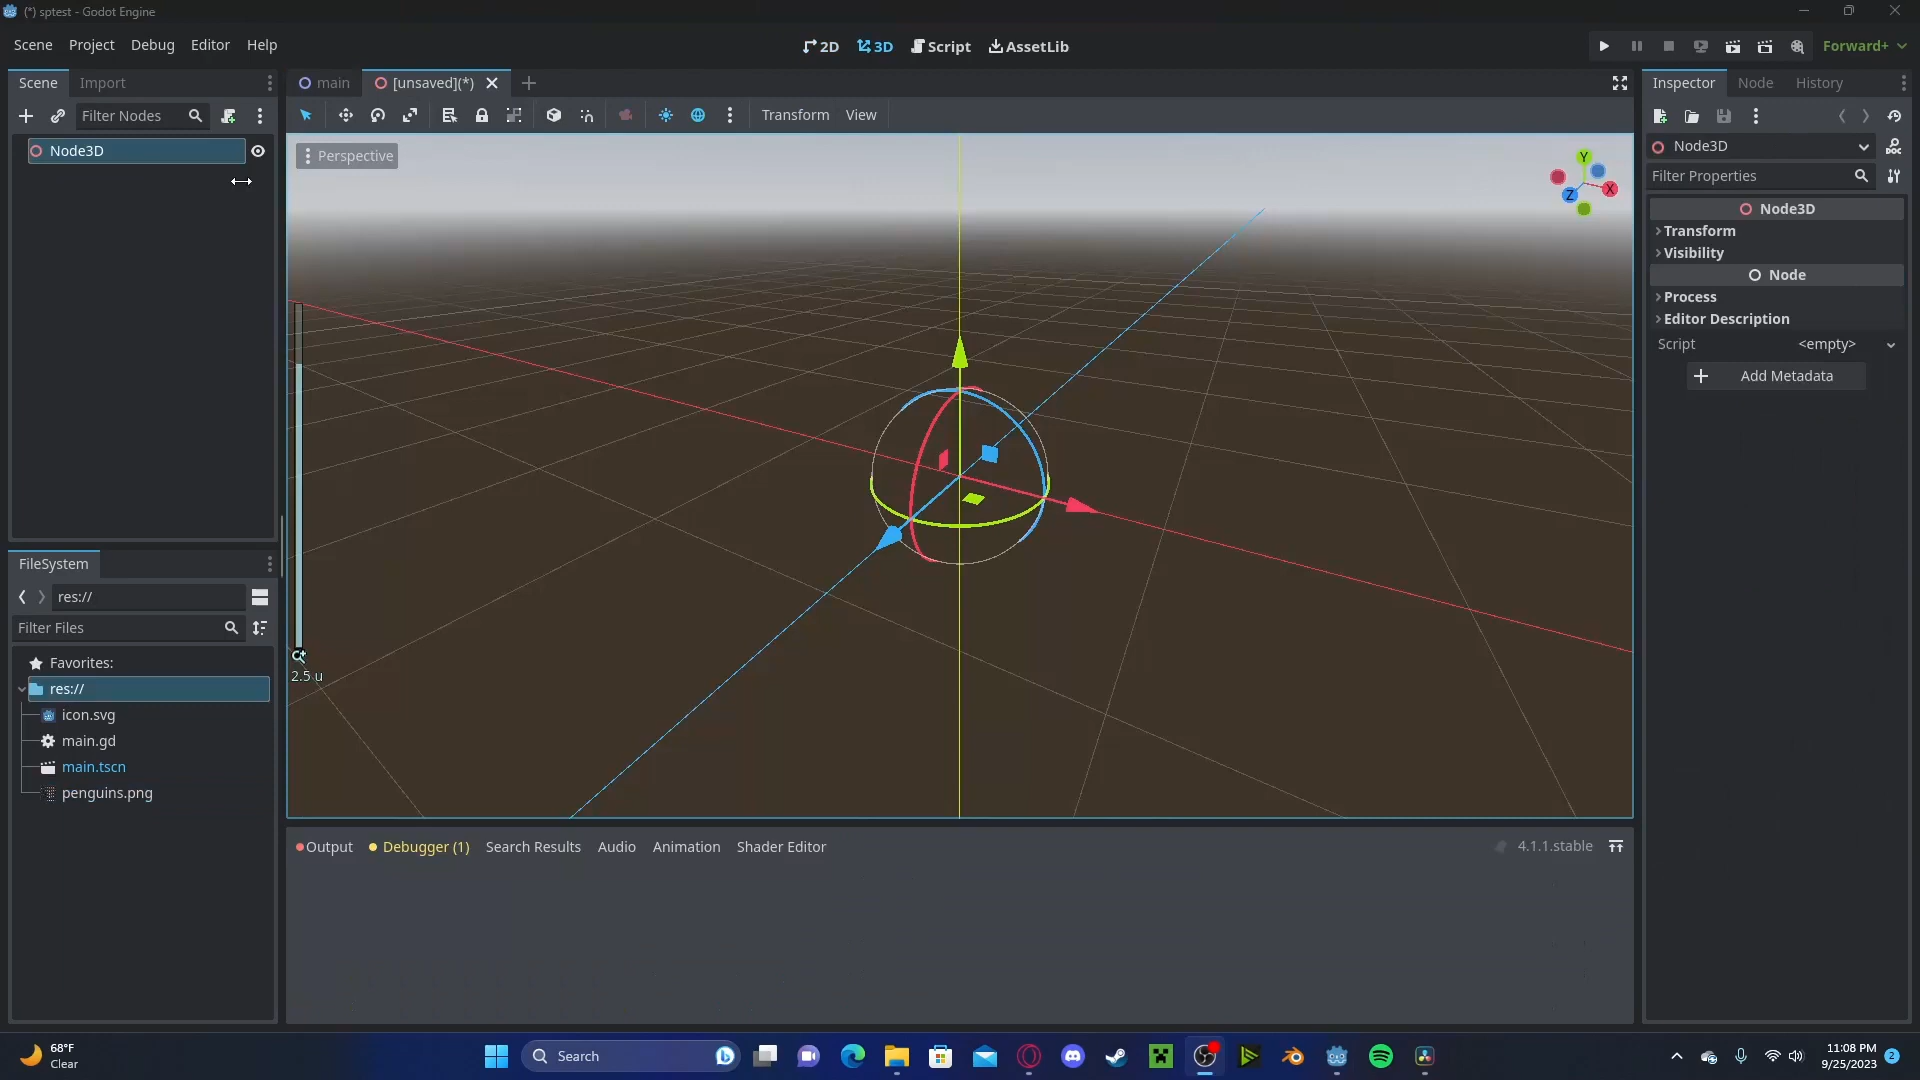 (*) sptest - Godot Engine
Scene Project Debug Editor Help
2D 3D Script AssetLib
Forward+
Scene Import
main [unsaved](*)
Inspector Node History
Filter Nodes
Transform View
Node3D
Perspective
Y
X
Z
2.5 u
Node3D
Filter Properties
Node3D
Transform
Visibility
Node
Process
Editor Description
Script <empty>
Add Metadata
FileSystem
res://
Filter Files
Favorites:
res://
icon.svg
main.gd
main.tscn
penguins.png
Output Debugger (1) Search Results Audio Animation Shader Editor
4.1.1.stable
68°F
Clear
Search
11:08 PM
9/25/2023
2